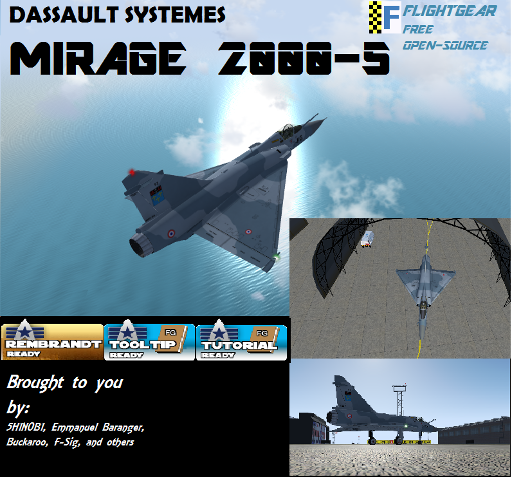 DASSAULT SYSTEMES
MIRAGE 2000-5
F
FLIGHTGEAR
FREE
OPEN-SOURCE
REMBRANDT
READY
FG
TOOL TIP
READY
FG
TUTORIAL
READY
Brought to you
by:
SHINOBI, Emmanuel Baranger,
Buckaroo, F-Sig, and others